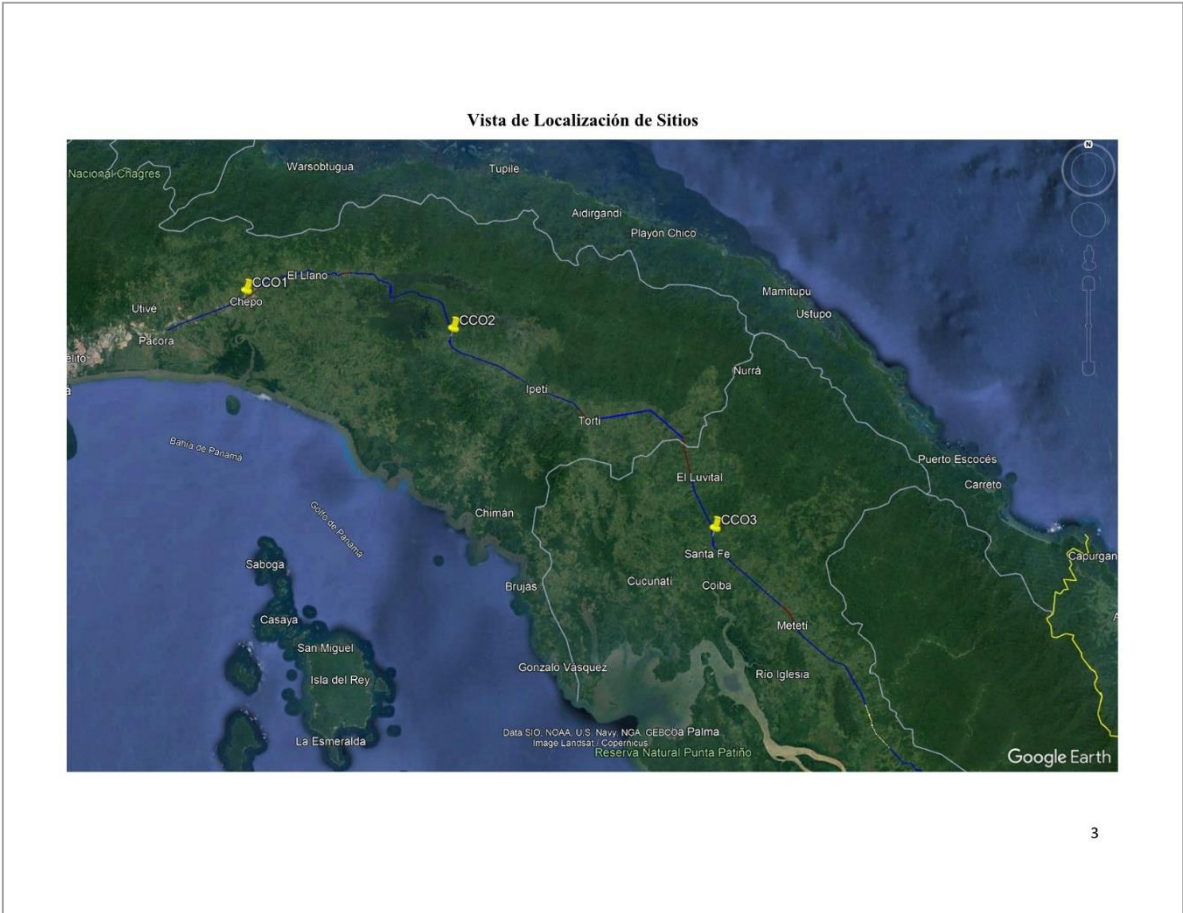 Vista de Localización de Sitios
N
Nacional Chagres
Warsobtugua
Tupile
Aidirgandi
Playón Chico
CCO1
El Llano
Chepo
Utivé
Pacora
elito
a
CCO2
Mamitupu
Ustupo
Ipetí
Nurrá
Torti
Bahía de Panamá
Golfo de Panamá
El Luvital
Puerto Escocés
Carreto
Chimán
CCO3
Santa Fe
Capurgan
Saboga
Brujas
Cucunatí
Coiba
Casaya
Metetí
A
San Miguel
Isla del Rey
Gonzalo Vásquez
Río Iglesia
La Esmeralda
Data SIO, NOAA, U.S. Navy, NGA, GEBCO
a Palma
Image Landsat / Copernicus
Reserva Natural Punta Patiño
Google Earth
3